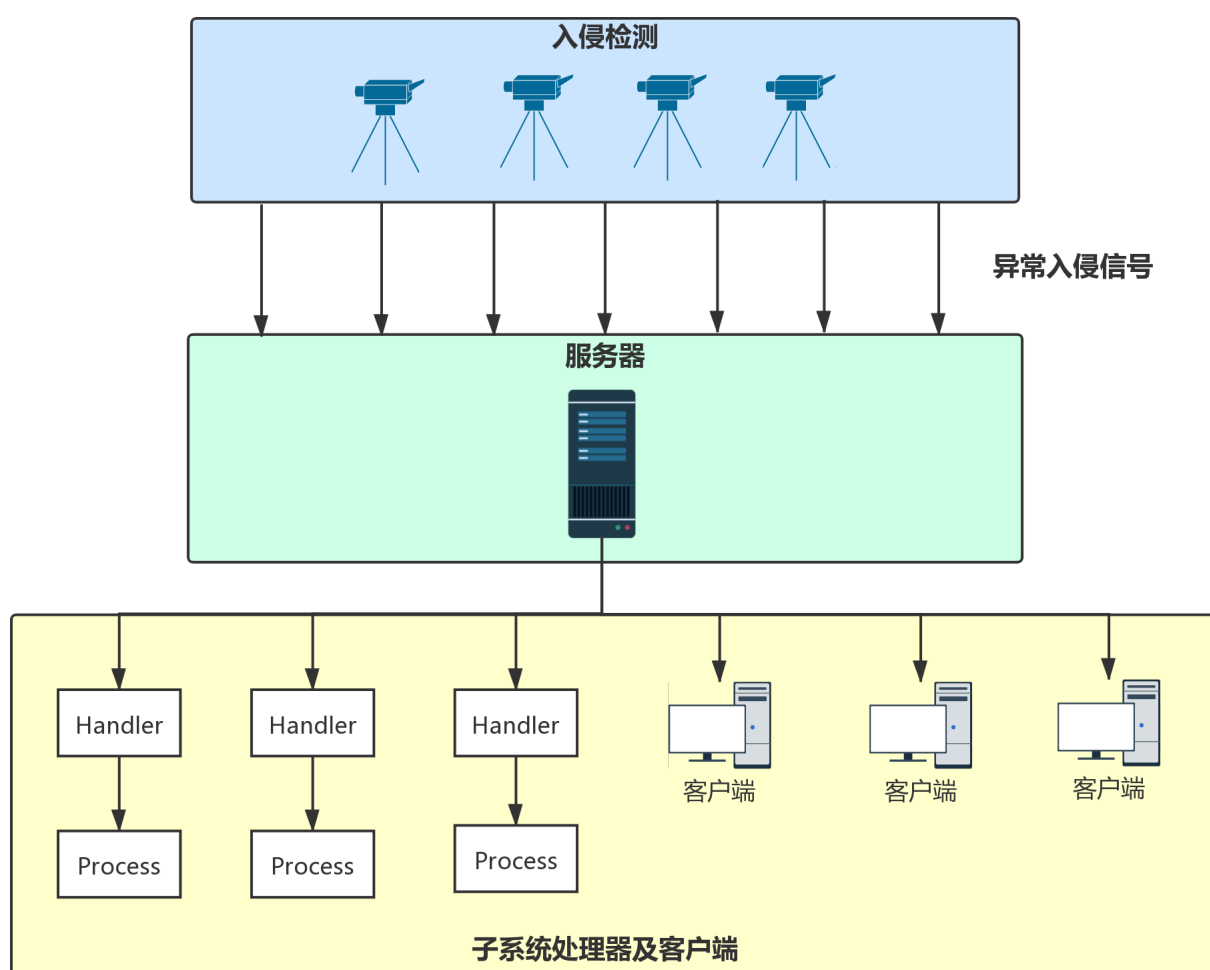 入侵检测
异常入侵信号
服务器
Handler
Handler
Handler
客户端
客户端
客户端
Process
Process
Process
子系统处理器及客户端